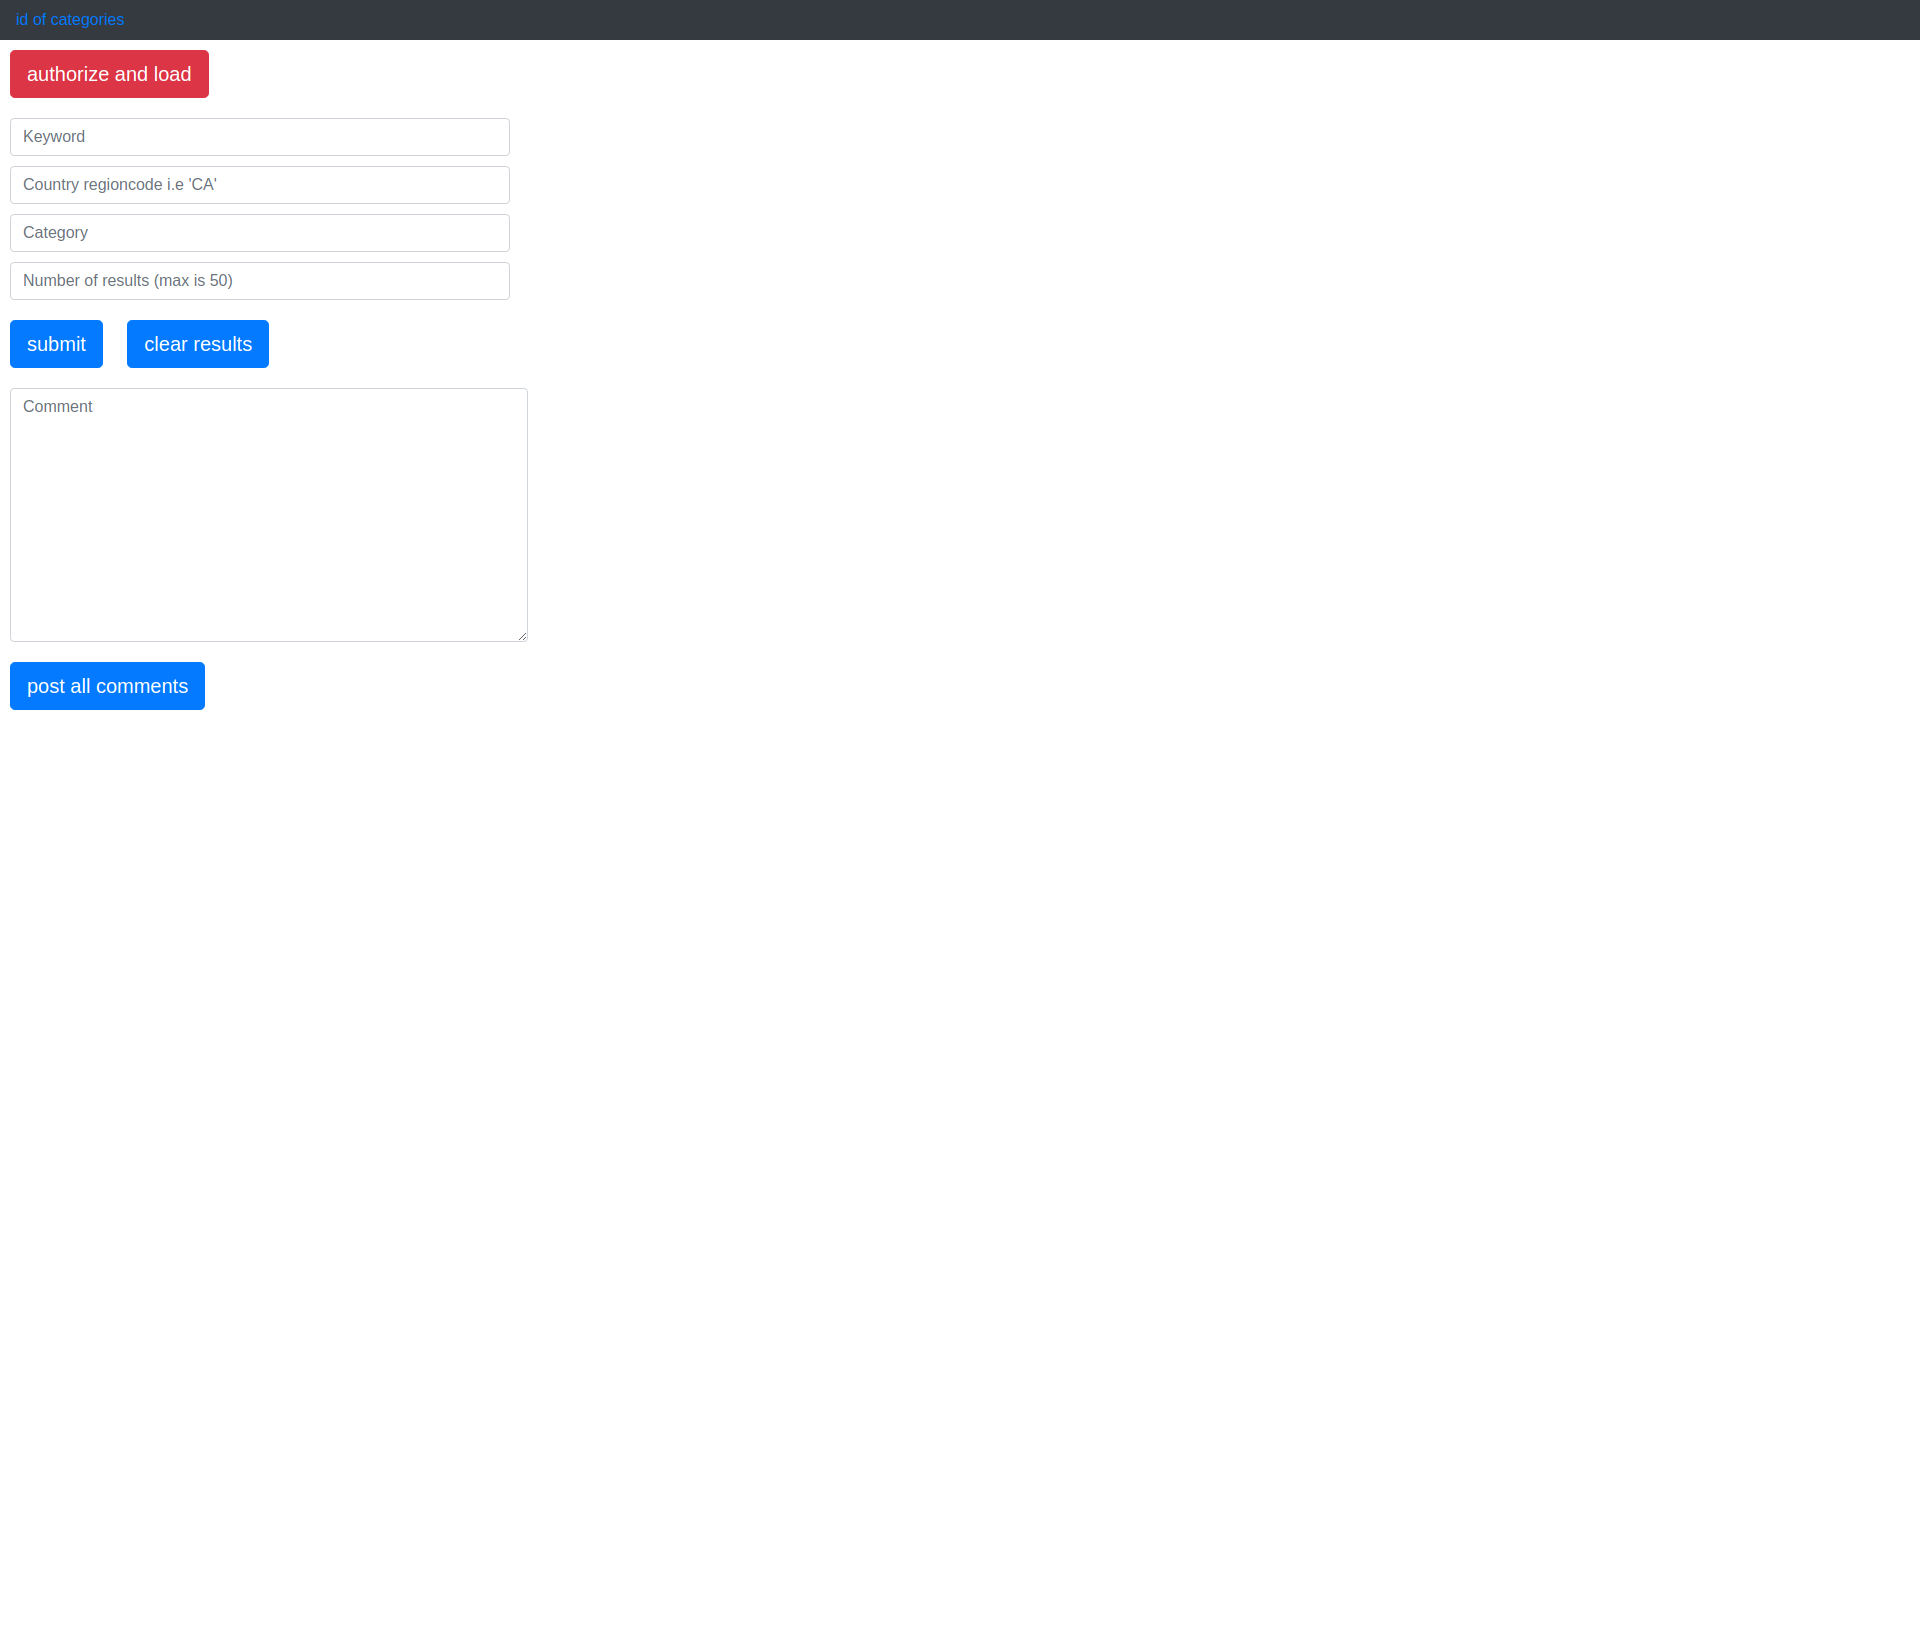 id of categories
authorize and load
Keyword
Country regioncode i.e 'CA'
Category
Number of results (max is 50)
submit clear results
Comment
post all comments